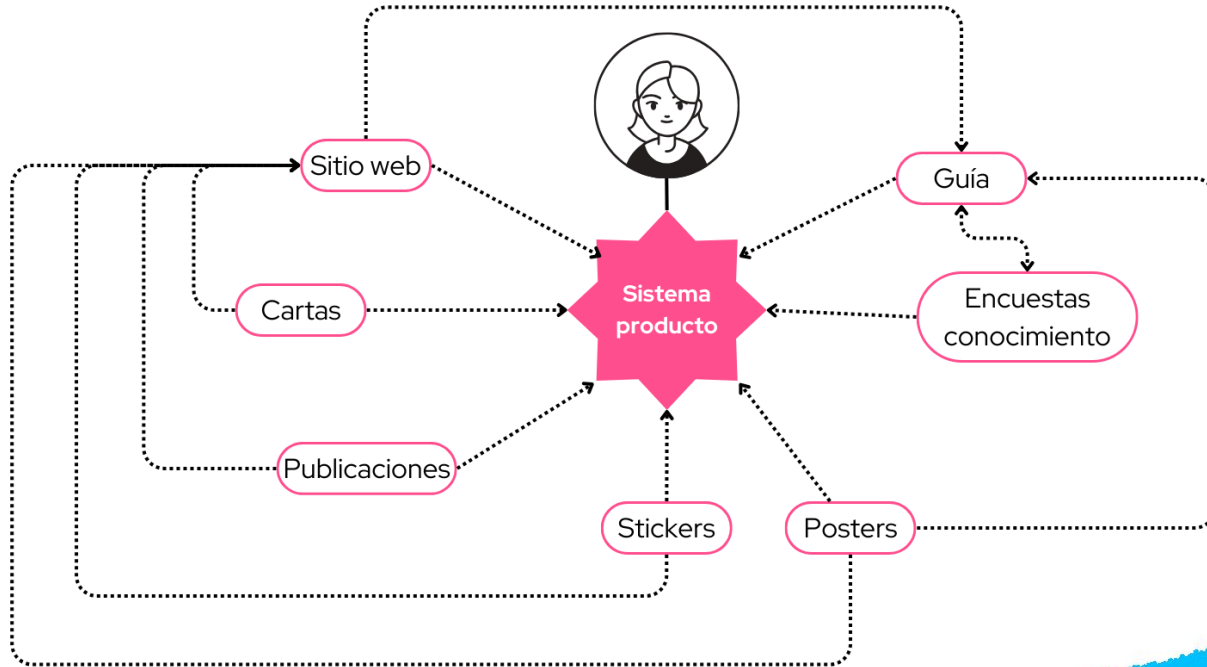 Sitio web
Guía
Sistema
producto
Cartas
Encuestas
conocimiento
Publicaciones
Stickers
Posters